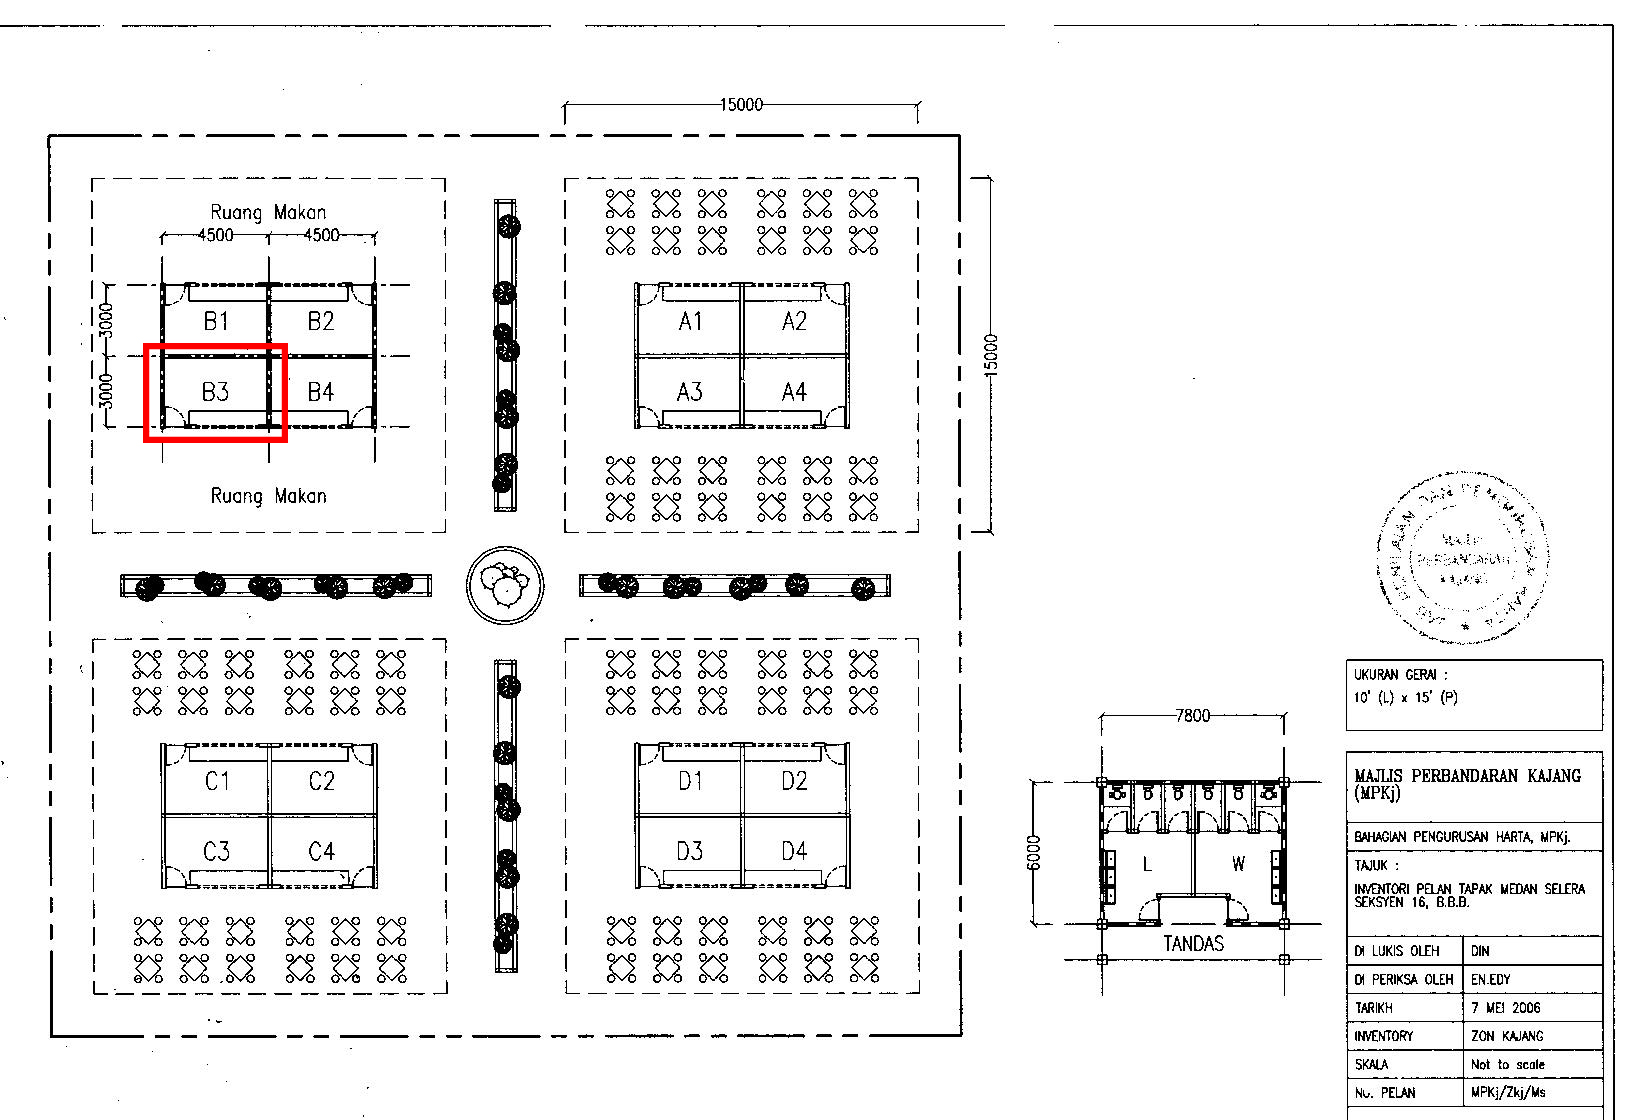 15000
Ruang Makan
4500 4500
3000
B1 B2
A1 A2
15000
3000
B3 B4
A3 A4
Ruang Makan
MAJLIS
PERBANDARAN
KAJANG
UKURAN GERAI :
10' (L) x 15' (P)
7800
C1 C2
D1 D2
MAJLIS PERBANDARAN KAJANG
(MPKj)
BAHAGIAN PENGURUSAN HARTA, MPKj.
6000
C3 C4
D3 D4
L W
TAJUK :
INVENTORI PELAN TAPAK MEDAN SELERA
SEKSYEN 16, B.B.B.
TANDAS
DI LUKIS OLEH DIN
DI PERIKSA OLEH EN.EDY
TARIKH 7 MEI 2006
INVENTORY ZON KAJANG
SKALA Not to scale
No. PELAN MPKj/Zkj/Ms